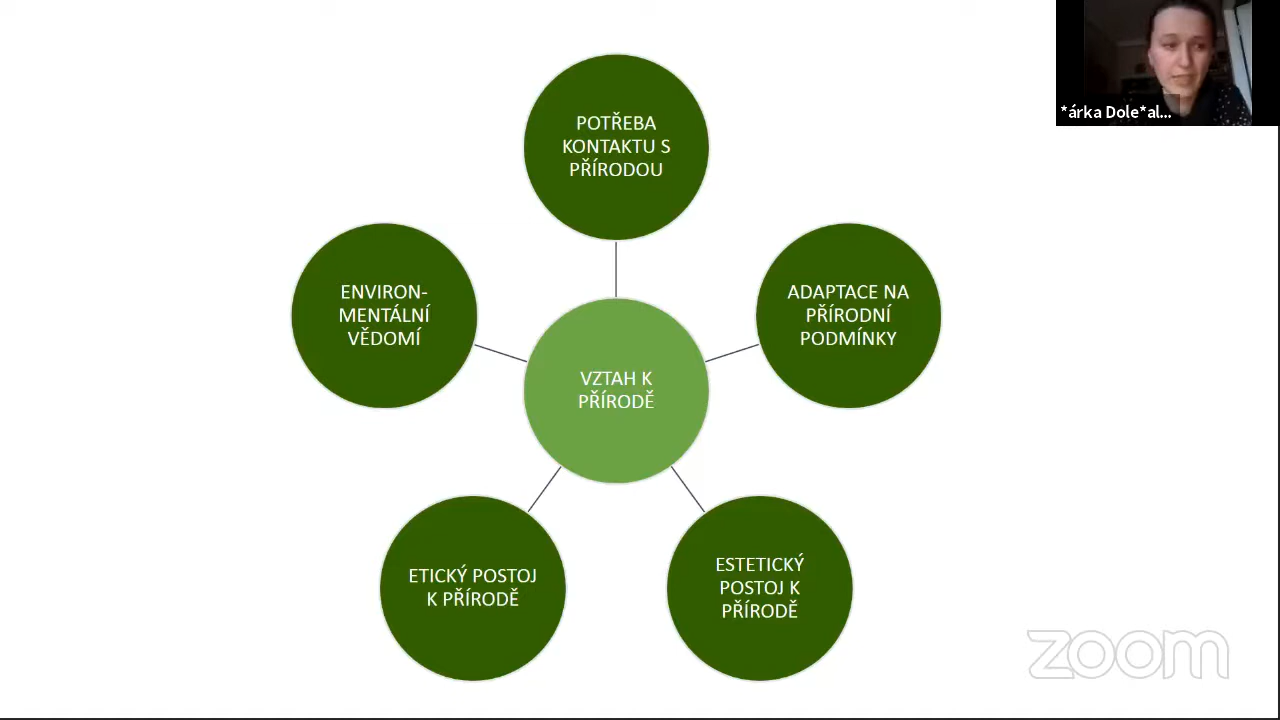 POTŘEBA
KONTAKTU S
PŘÍRODOU
ADAPTACE NA
PŘÍRODNÍ
PODMÍNKY
ESTETICKÝ
POSTOJ K
PŘÍRODĚ
ETICKÝ POSTOJ
K PŘÍRODĚ
ENVIRON-
MENTÁLNÍ
VĚDOMÍ
VZTAH K
PŘÍRODĚ
*árka Dole*al...
zoom